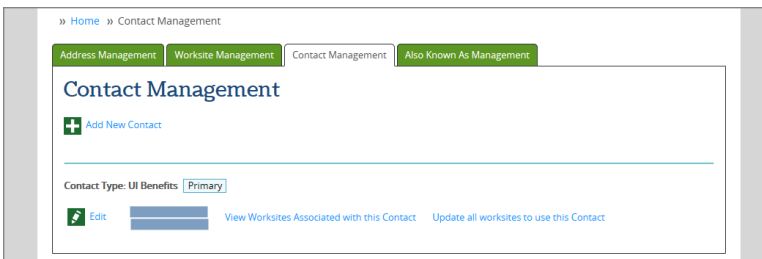 » Home » Contact Management
Address Management Worksite Management Contact Management Also Known As Management
Contact Management
Add New Contact
Contact Type: UI Benefits Primary
Edit View Worksites Associated with this Contact Update all worksites to use this Contact